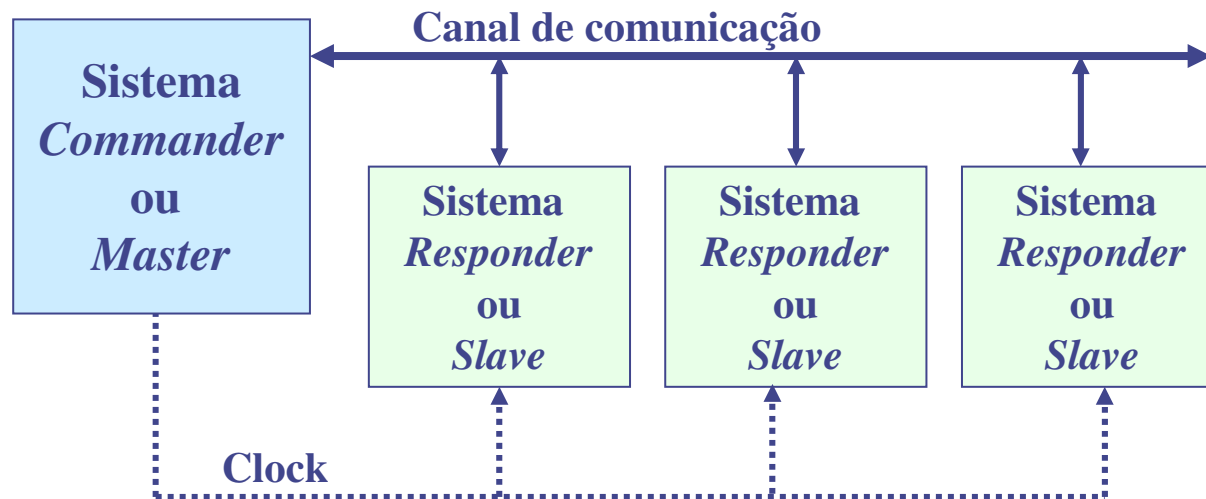 Canal de comunicação
Sistema
Commander
ou
Master
Sistema
Responder
ou
Slave
Sistema
Responder
ou
Slave
Sistema
Responder
ou
Slave
Clock